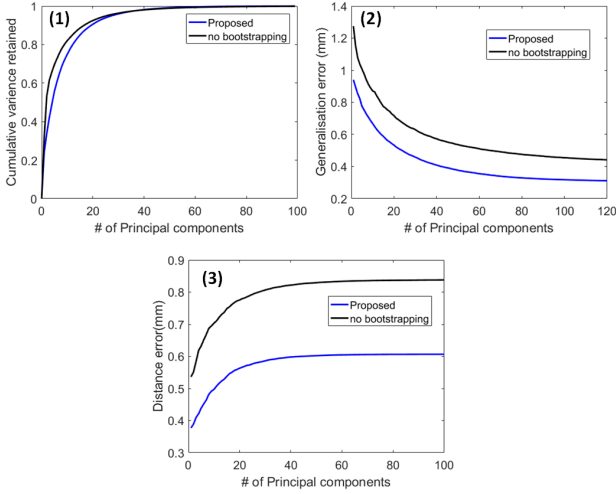 (1)
Cumulative varience retained
1
0.8
0.6
0.4
0.2
0
Proposed
no bootstrapping
0 20 40 60 80 100
# of Principal components
(2)
Generalisation error (mm)
1.4
1.2
1
0.8
0.6
0.4
0.2
Proposed
no bootstrapping
0 20 40 60 80 100 120
# of Principal components
(3)
Distance error(mm)
0.9
0.8
0.7
0.6
0.5
0.4
0.3
Proposed
no bootstrapping
0 20 40 60 80 100
# of Principal components